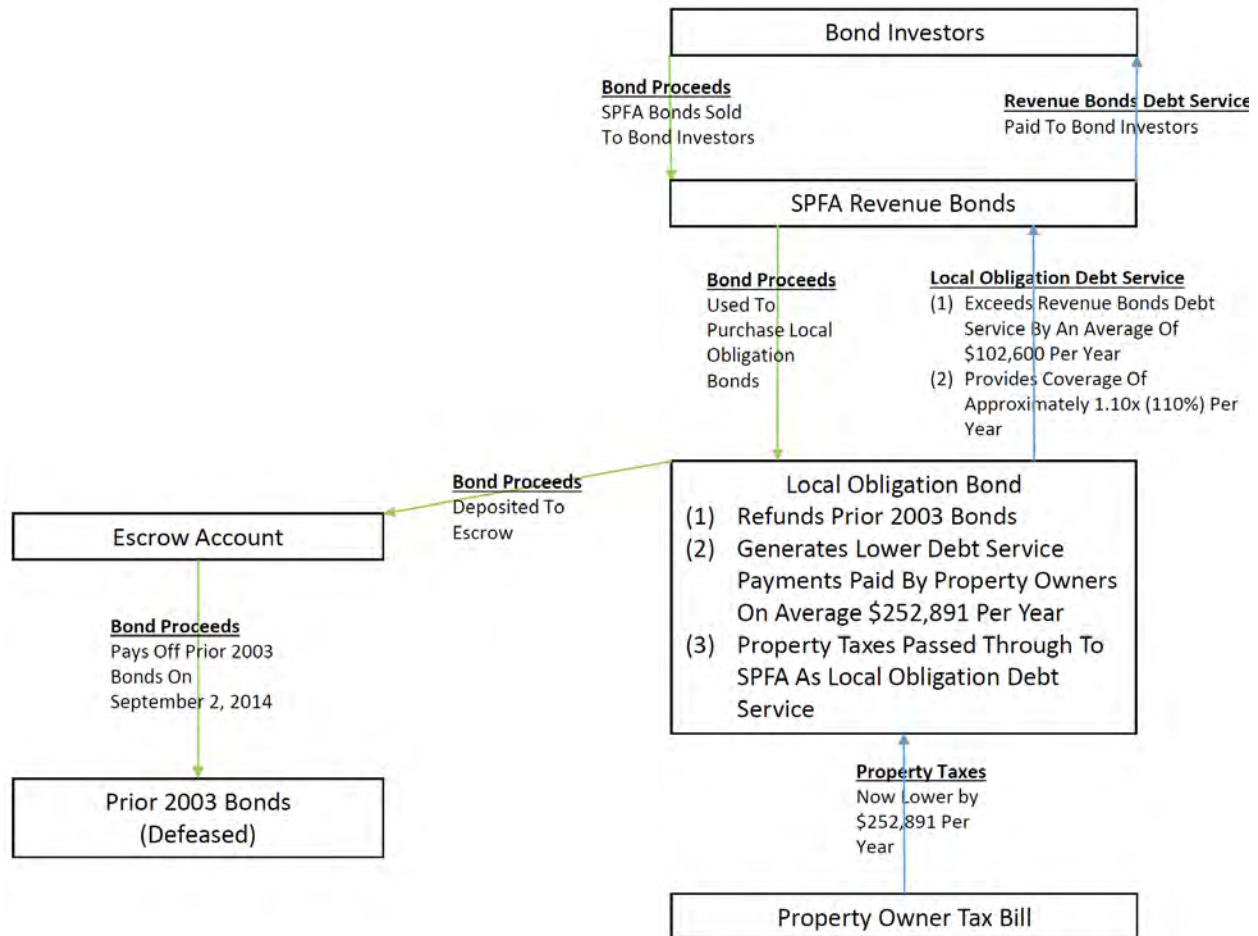 Bond Investors
Bond Proceeds
SPFA Bonds Sold
To Bond Investors
Revenue Bonds Debt Service
Paid To Bond Investors
SPFA Revenue Bonds
Bond Proceeds
Used To
Purchase Local
Obligation
Bonds
Local Obligation Debt Service
(1) Exceeds Revenue Bonds Debt
Service By An Average Of
$102,600 Per Year
(2) Provides Coverage Of
Approximately 1.10x (110%) Per
Year
Bond Proceeds
Deposited To
Escrow
Local Obligation Bond
(1) Refunds Prior 2003 Bonds
(2) Generates Lower Debt Service
Payments Paid By Property Owners
On Average $252,891 Per Year
(3) Property Taxes Passed Through To
SPFA As Local Obligation Debt
Service
Escrow Account
Bond Proceeds
Pays Off Prior 2003
Bonds On
September 2, 2014
Prior 2003 Bonds
(Defeased)
Property Taxes
Now Lower by
$252,891 Per
Year
Property Owner Tax Bill